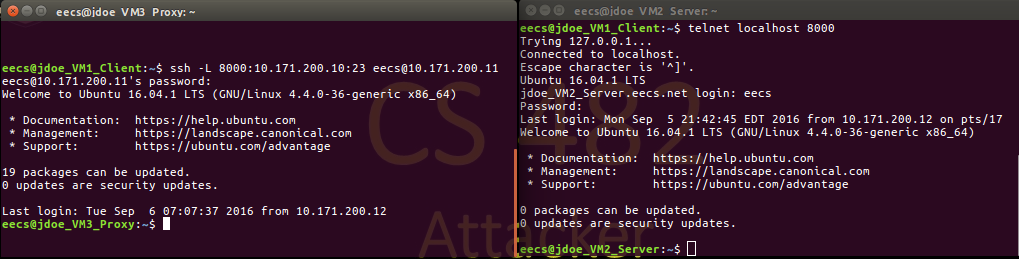 eecs@jdoe VM3 Proxy: ~
eecs@jdoe_VM1_Client:~$ ssh -L 8000:10.171.200.10:23 eecs@10.171.200.11
eecs@10.171.200.11's password:
Welcome to Ubuntu 16.04.1 LTS (GNU/Linux 4.4.0-36-generic x86_64)
* Documentation: https://help.ubuntu.com
* Management: https://landscape.canonical.com
* Support: https://ubuntu.com/advantage
19 packages can be updated.
0 updates are security updates.
Last login: Tue Sep 6 07:07:37 2016 from 10.171.200.12
eecs@jdoe_VM3_Proxy:~$
eecs@jdoe VM2 Server: ~
eecs@jdoe_VM1_Client:~$ telnet localhost 8000
Trying 127.0.0.1...
Connected to localhost.
Escape character is '^]'.
Ubuntu 16.04.1 LTS
jdoe_VM2_Server.eecs.net login: eecs
Password:
Last login: Mon Sep 5 21:42:45 EDT 2016 from 10.171.200.12 on pts/17
Welcome to Ubuntu 16.04.1 LTS (GNU/Linux 4.4.0-36-generic x86_64)
* Documentation: https://help.ubuntu.com
* Management: https://landscape.canonical.com
* Support: https://ubuntu.com/advantage
0 packages can be updated.
0 updates are security updates.
eecs@jdoe_VM2_Server:~$
CS 482
Attacker